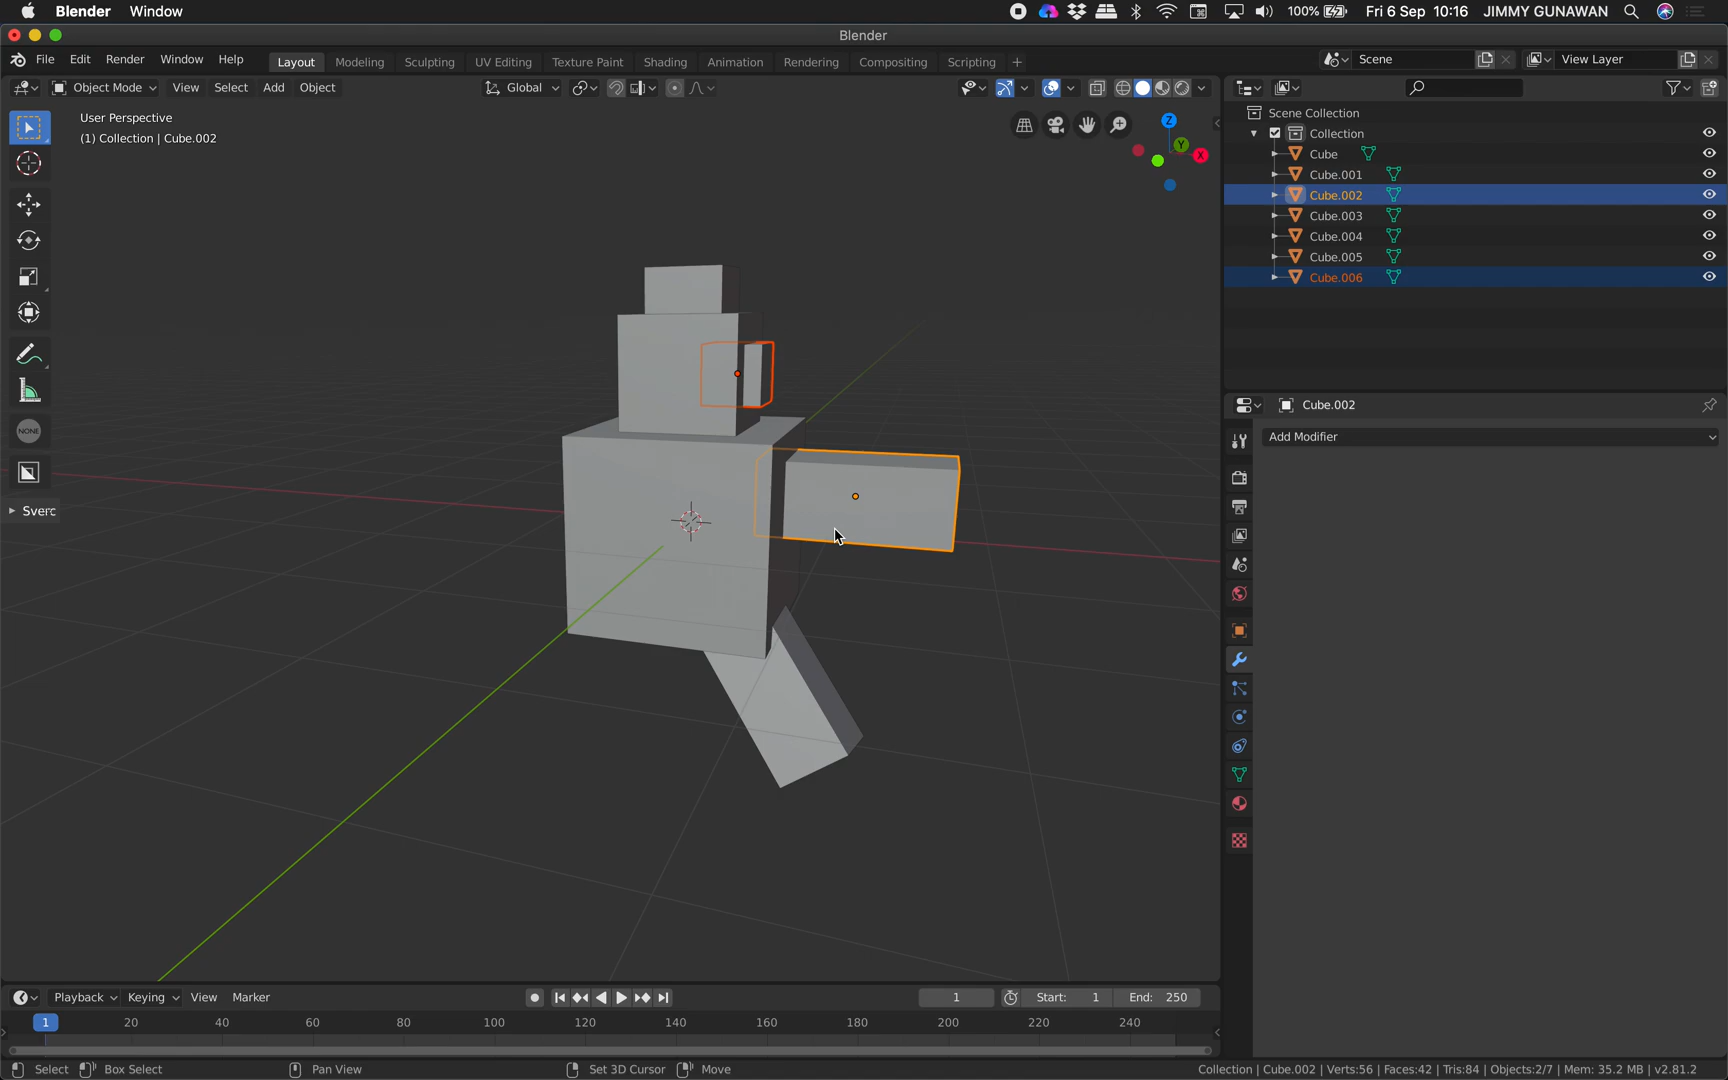 Blender Window 100% Fri 6 Sep 10:16 JIMMY GUNAWAN
Blender
File Edit Render Window Help Layout Modeling Sculpting UV Editing Texture Paint Shading Animation Rendering Compositing Scripting + Scene View Layer
Object Mode View Select Add Object Global
User Perspective
(1) Collection | Cube.002
Z
Y
X
NONE
Sverc
Scene Collection
Collection
Cube
Cube.001
Cube.002
Cube.003
Cube.004
Cube.005
Cube.006
Cube.002
Add Modifier
Playback Keying View Marker 1 Start: 1 End: 250
1 20 40 60 80 100 120 140 160 180 200 220 240
Select Box Select Pan View Set 3D Cursor Move Collection | Cube.002 | Verts:56 | Faces:42 | Tris:84 | Objects:2/7 | Mem: 35.2 MB | v2.81.2